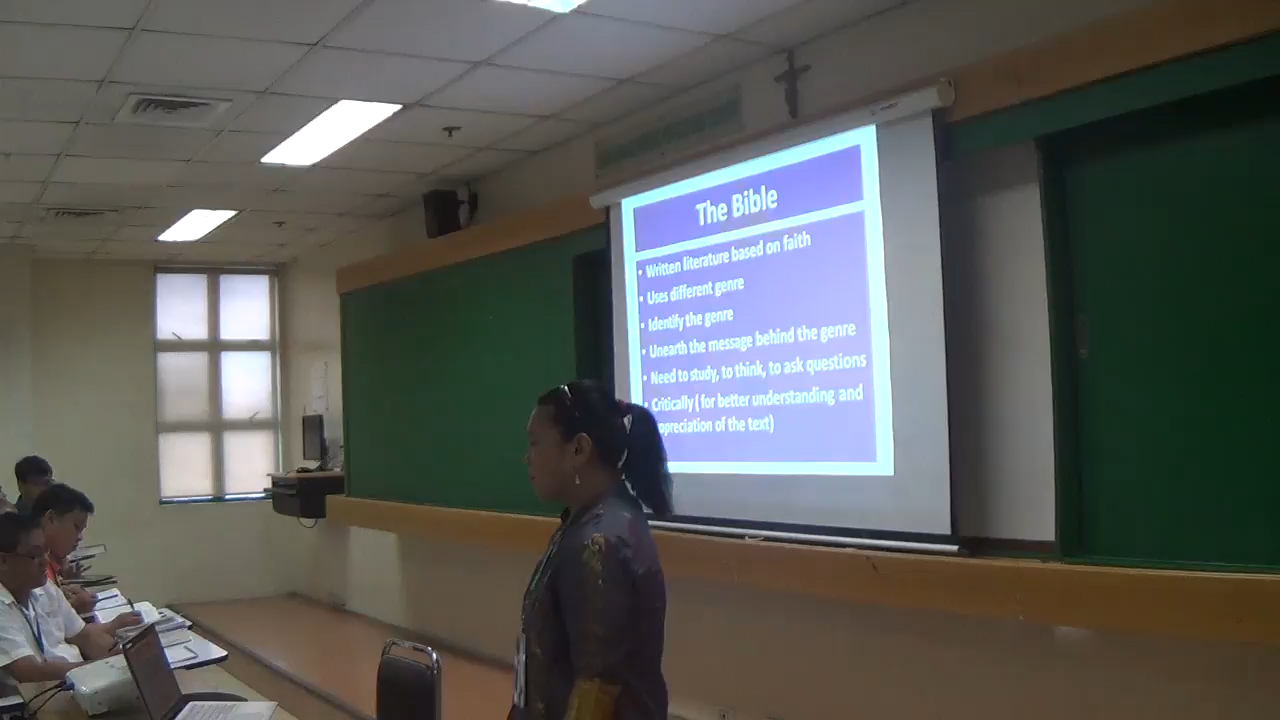 The Bible
• Written literature based on faith
• Uses different genre
• Identify the genre
• Unearth the message behind the genre
• Need to study, to think, to ask questions
• Critically ( for better understanding and
preciation of the text)